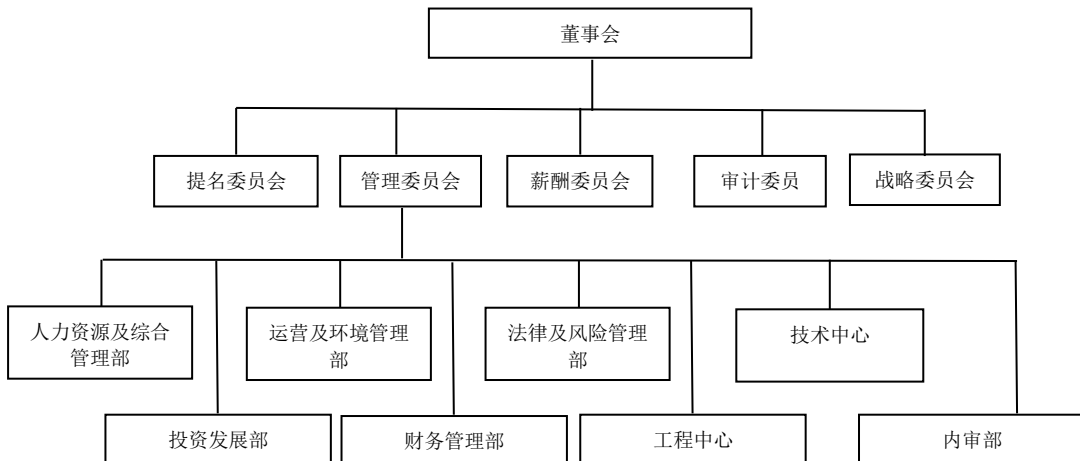 董事会
提名委员会
管理委员会
薪酬委员会
审计委员
战略委员会
人力资源及综合
管理部
运营及环境管理
部
法律及风险管理
部
技术中心
投资发展部
财务管理部
工程中心
内审部